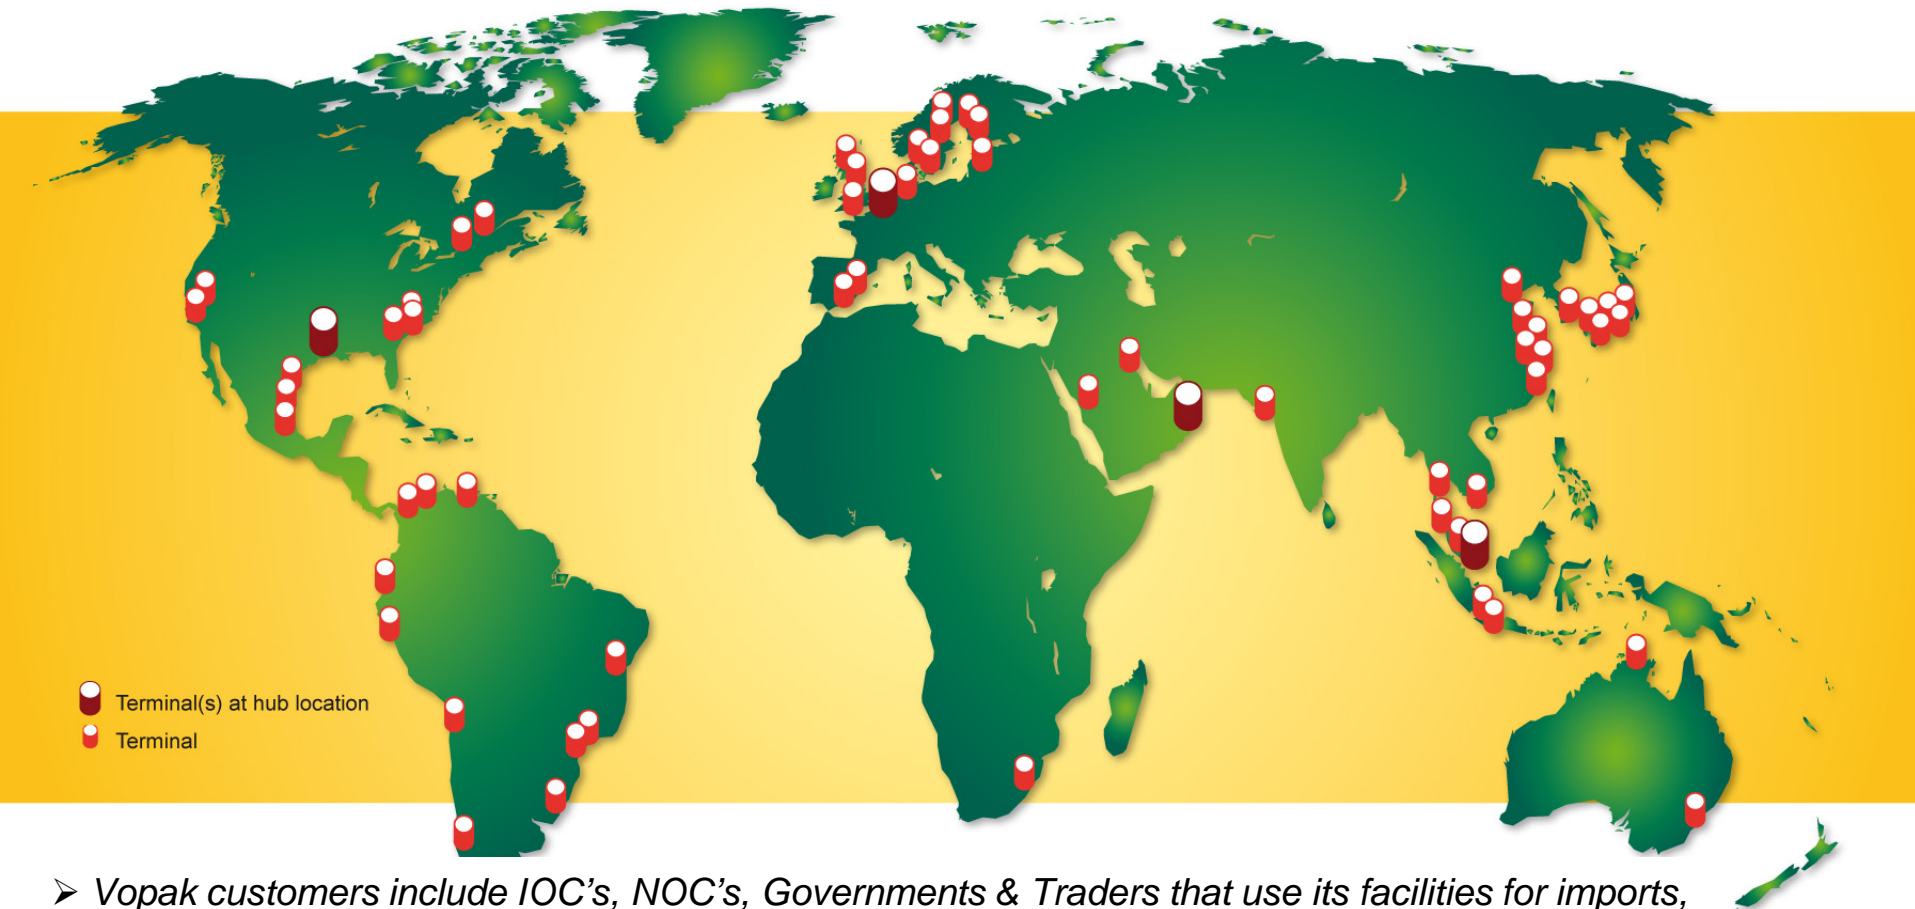 Terminal(s) at hub location
Terminal
➢ Vopak customers include IOC's, NOC's, Governments & Traders that use its facilities for imports,